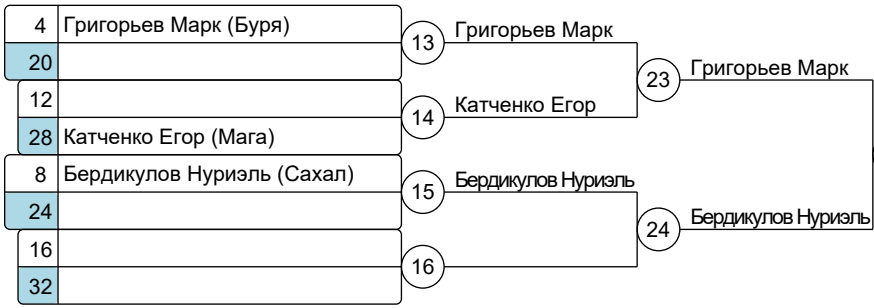 4 Григорьев Марк (Буря)
20
12
28 Катченко Егор (Мага)
8 Бердикулов Нуриэль (Сахал)
24
16
32
13 Григорьев Марк
14 Катченко Егор
15 Бердикулов Нуриэль
16
23 Григорьев Марк
24 Бердикулов Нуриэль